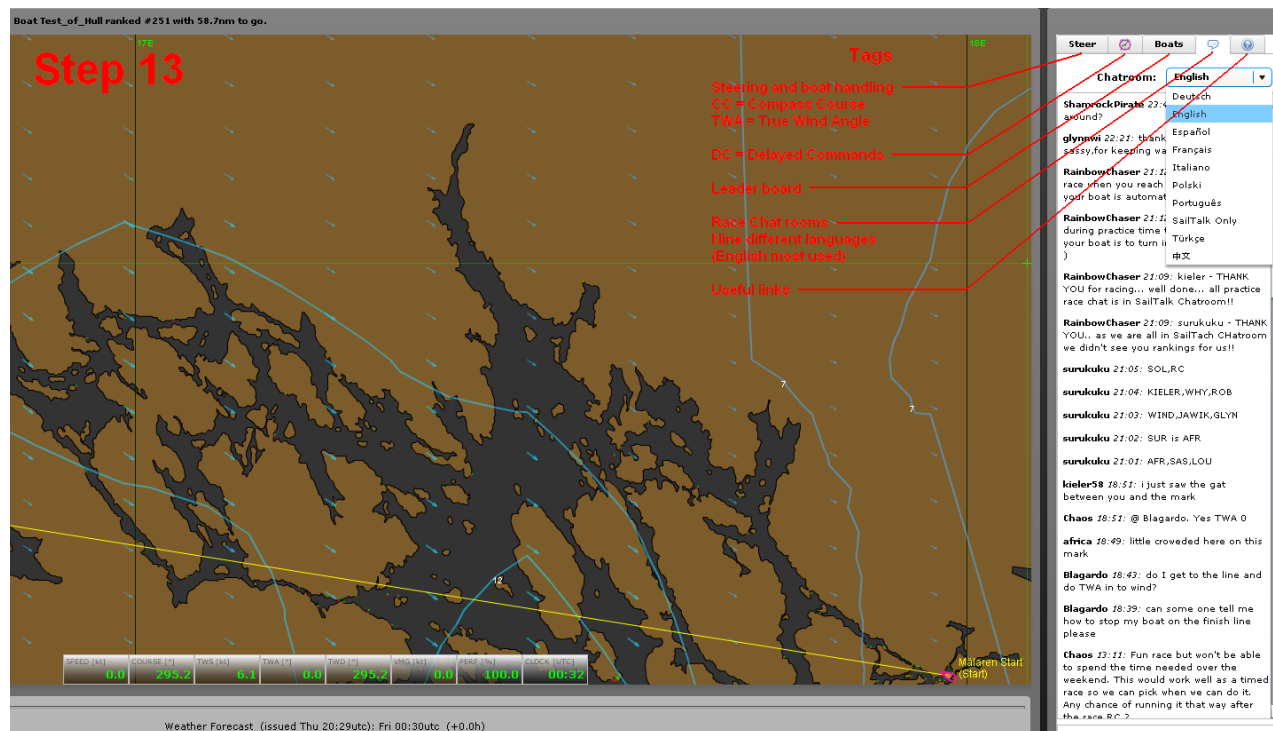 Boat Test_of_Hull ranked #251 with 58.7nm to go.
Step 13
17E
18E
Tags
Steering and boat handling
CC = Compass Course
TWA = True Wind Angle
DC = Delayed Commands
Leader board
Race Chat rooms
Nine different languages
(English most used)
Useful links
7
7
12
Mälaren Start
(Start)
SPEED [kt] COURSE [°] TWS [kt] TWA [°] TWD [°] VMG [kt] PERF [%] CLOCK [UTC]
0.0 295.2 6.1 0.0 295.2 0.0 100.0 00:32
Weather Forecast (issued Thu 20:29utc): Fri 00:30utc (+0.0h)
Steer Boats
Chatroom: English
Deutsch
English
Español
Français
Italiano
Polski
Português
SailTalk Only
Türkçe
中文
ShamrockPirate 23:4
around?
glynnwi 22:21: thank
sassy,for keeping wa
RainbowChaser 21:1
race when you reach
your boat is automat
RainbowChaser 21:1
during practice time
your boat is to turn i
)
RainbowChaser 21:09: kieler - THANK
YOU for racing... well done... all practice
race chat is in SailTalk Chatroom!!
RainbowChaser 21:09: surukuku - THANK
YOU.. as we are all in SailTach CHatroom
we didn't see you rankings for us!!
surukuku 21:05: SOL,RC
surukuku 21:04: KIELER,WHY,ROB
surukuku 21:03: WIND,JAWIK,GLYN
surukuku 21:02: SUR is AFR
surukuku 21:01: AFR,SAS,LOU
kieler58 18:51: i just saw the gat
between you and the mark
Chaos 18:51: @ Blagardo. Yes TWA 0
africa 18:49: little croweded here on this
mark
Blagardo 18:43: do I get to the line and
do TWA in to wind?
Blagardo 18:39: can some one tell me
how to stop my boat on the finish line
please
Chaos 13:11: Fun race but won't be able
to spend the time needed over the
weekend. This would work well as a timed
race so we can pick when we can do it.
Any chance of running it that way after
the race RC ?